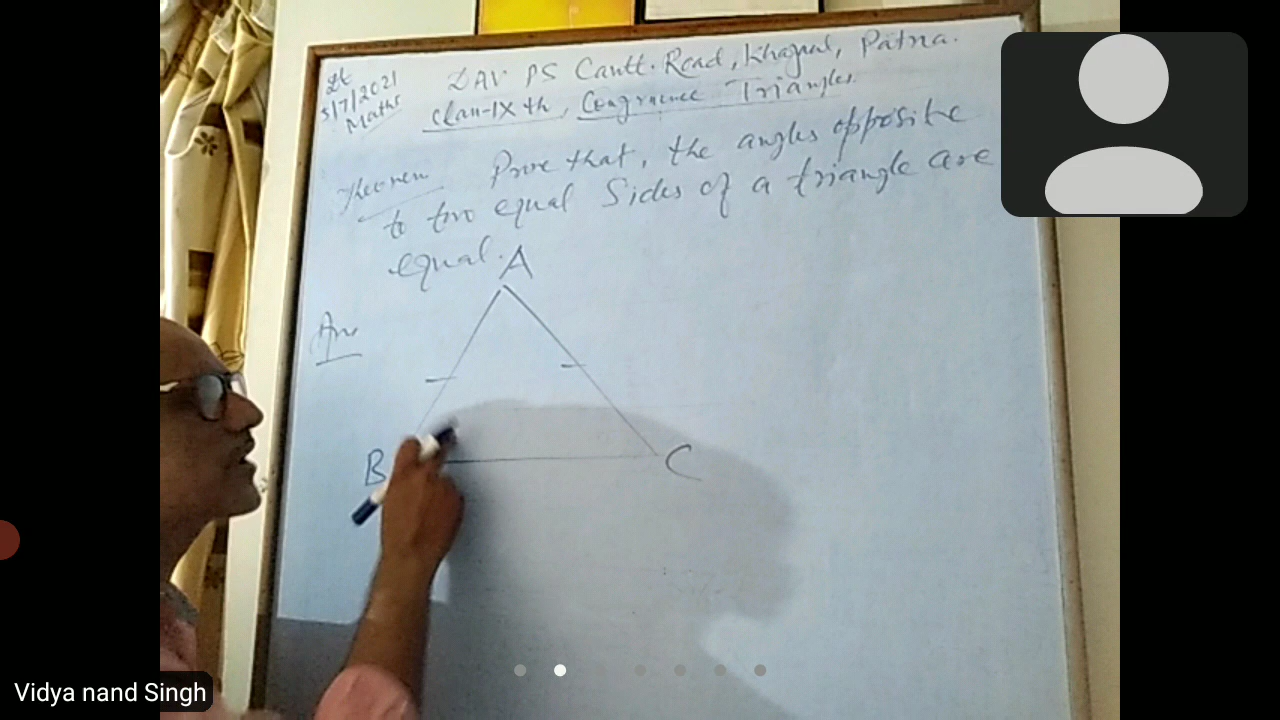 Dt
5/7/2021
Maths
DAV PS Cantt. Road, Khagaul, Patna.
Class-IX th, Congruence Triangles
Theorem Prove that, the angles opposite
to two equal Sides of a triangle are
equal.
A
Ans
B
C
Vidya nand Singh